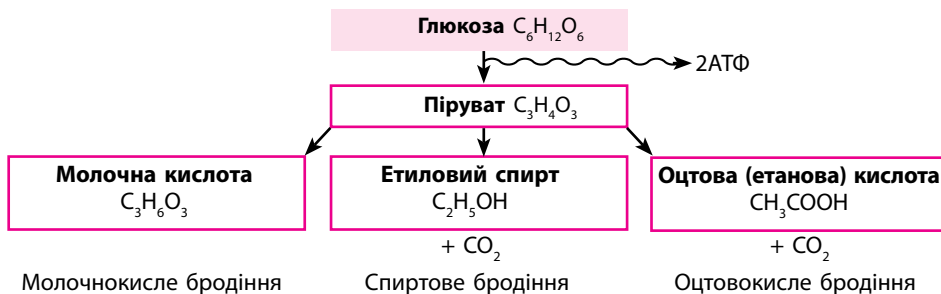 Глюкоза C₆H₁₂O₆
2АТФ
Піруват C₃H₄O₃
Молочна кислота
C₃H₆O₃
Етиловий спирт
C₂H₅OH
Оцтова (етанова) кислота
CH₃COOH
+ CO₂
+ CO₂
Молочнокисле бродіння
Спиртове бродіння
Оцтовокисле бродіння